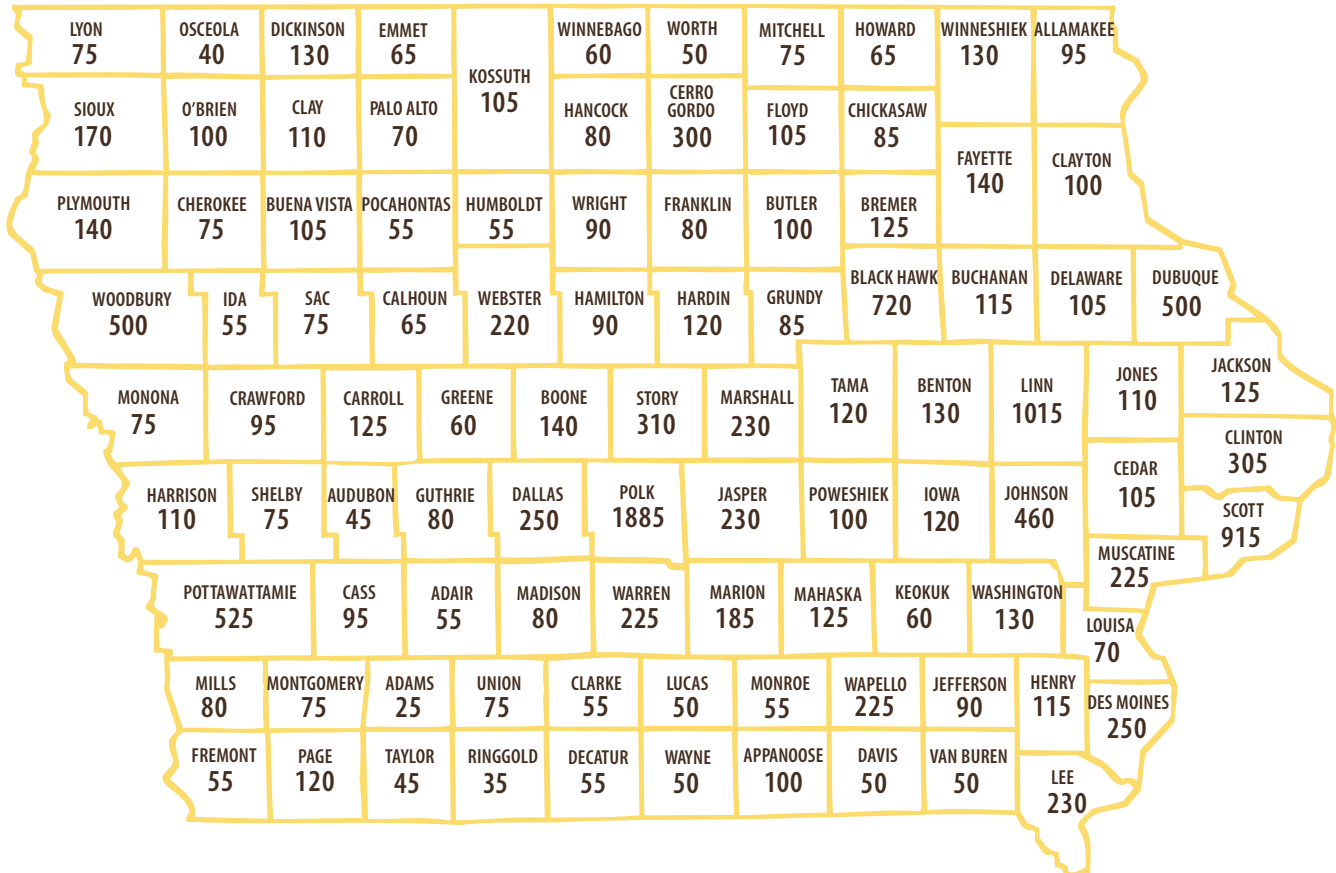 LYON
75
OSCEOLA
40
DICKINSON
130
EMMET
65
KOSSUTH
105
WINNEBAGO
60
WORTH
50
MITCHELL
75
HOWARD
65
WINNESHIEK
130
ALLAMAKEE
95
SIOUX
170
O'BRIEN
100
CLAY
110
PALO ALTO
70
HANCOCK
80
CERRO
GORDO
300
FLOYD
105
CHICKASAW
85
FAYETTE
140
CLAYTON
100
PLYMOUTH
140
CHEROKEE
75
BUENA VISTA
105
POCAHONTAS
55
HUMBOLDT
55
WRIGHT
90
FRANKLIN
80
BUTLER
100
BREMER
125
WOODBURY
500
IDA
55
SAC
75
CALHOUN
65
WEBSTER
220
HAMILTON
90
HARDIN
120
GRUNDY
85
BLACK HAWK
720
BUCHANAN
115
DELAWARE
105
DUBUQUE
500
MONONA
75
CRAWFORD
95
CARROLL
125
GREENE
60
BOONE
140
STORY
310
MARSHALL
230
TAMA
120
BENTON
130
LINN
1015
JONES
110
JACKSON
125
CLINTON
305
HARRISON
110
SHELBY
75
AUDUBON
45
GUTHRIE
80
DALLAS
250
POLK
1885
JASPER
230
POWESHIEK
100
IOWA
120
JOHNSON
460
CEDAR
105
SCOTT
915
MUSCATINE
225
POTTAWATTAMIE
525
CASS
95
ADAIR
55
MADISON
80
WARREN
225
MARION
185
MAHASKA
125
KEOKUK
60
WASHINGTON
130
LOUISA
70
MILLS
80
MONTGOMERY
75
ADAMS
25
UNION
75
CLARKE
55
LUCAS
50
MONROE
55
WAPELLO
225
JEFFERSON
90
HENRY
115
DES MOINES
250
FREMONT
55
PAGE
120
TAYLOR
45
RINGGOLD
35
DECATUR
55
WAYNE
50
APPANOOSE
100
DAVIS
50
VAN BUREN
50
LEE
230